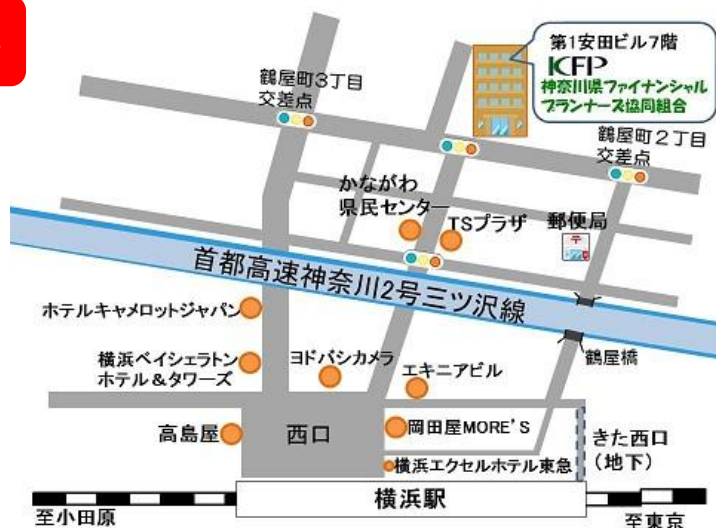 第1安田ビル7階
KFP
神奈川県ファイナンシャル
プランナーズ協同組合
鶴屋町3丁目
交差点
鶴屋町2丁目
交差点
かながわ
県民センター
TSプラザ
郵便局
〒
首都高速神奈川2号三ツ沢線
ホテルキャメロットジャパン
鶴屋橋
横浜ベイシェラトン
ホテル&タワーズ
ヨドバシカメラ
エキニアビル
高島屋
西口
岡田屋MORE'S
きた西口
(地下)
横浜エクセルホテル東急
横浜駅
至小田原
至東京